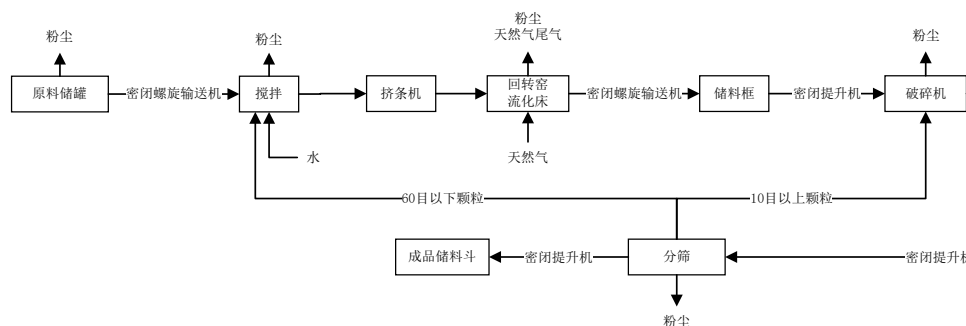 粉尘
粉尘
粉尘
天然气尾气
粉尘
原料储罐
密闭螺旋输送机
搅拌
挤条机
回转窑
流化床
密闭螺旋输送机
储料框
密闭提升机
破碎机
水
天然气
60目以下颗粒
10目以上颗粒
成品储料斗
密闭提升机
分筛
密闭提升机
粉尘